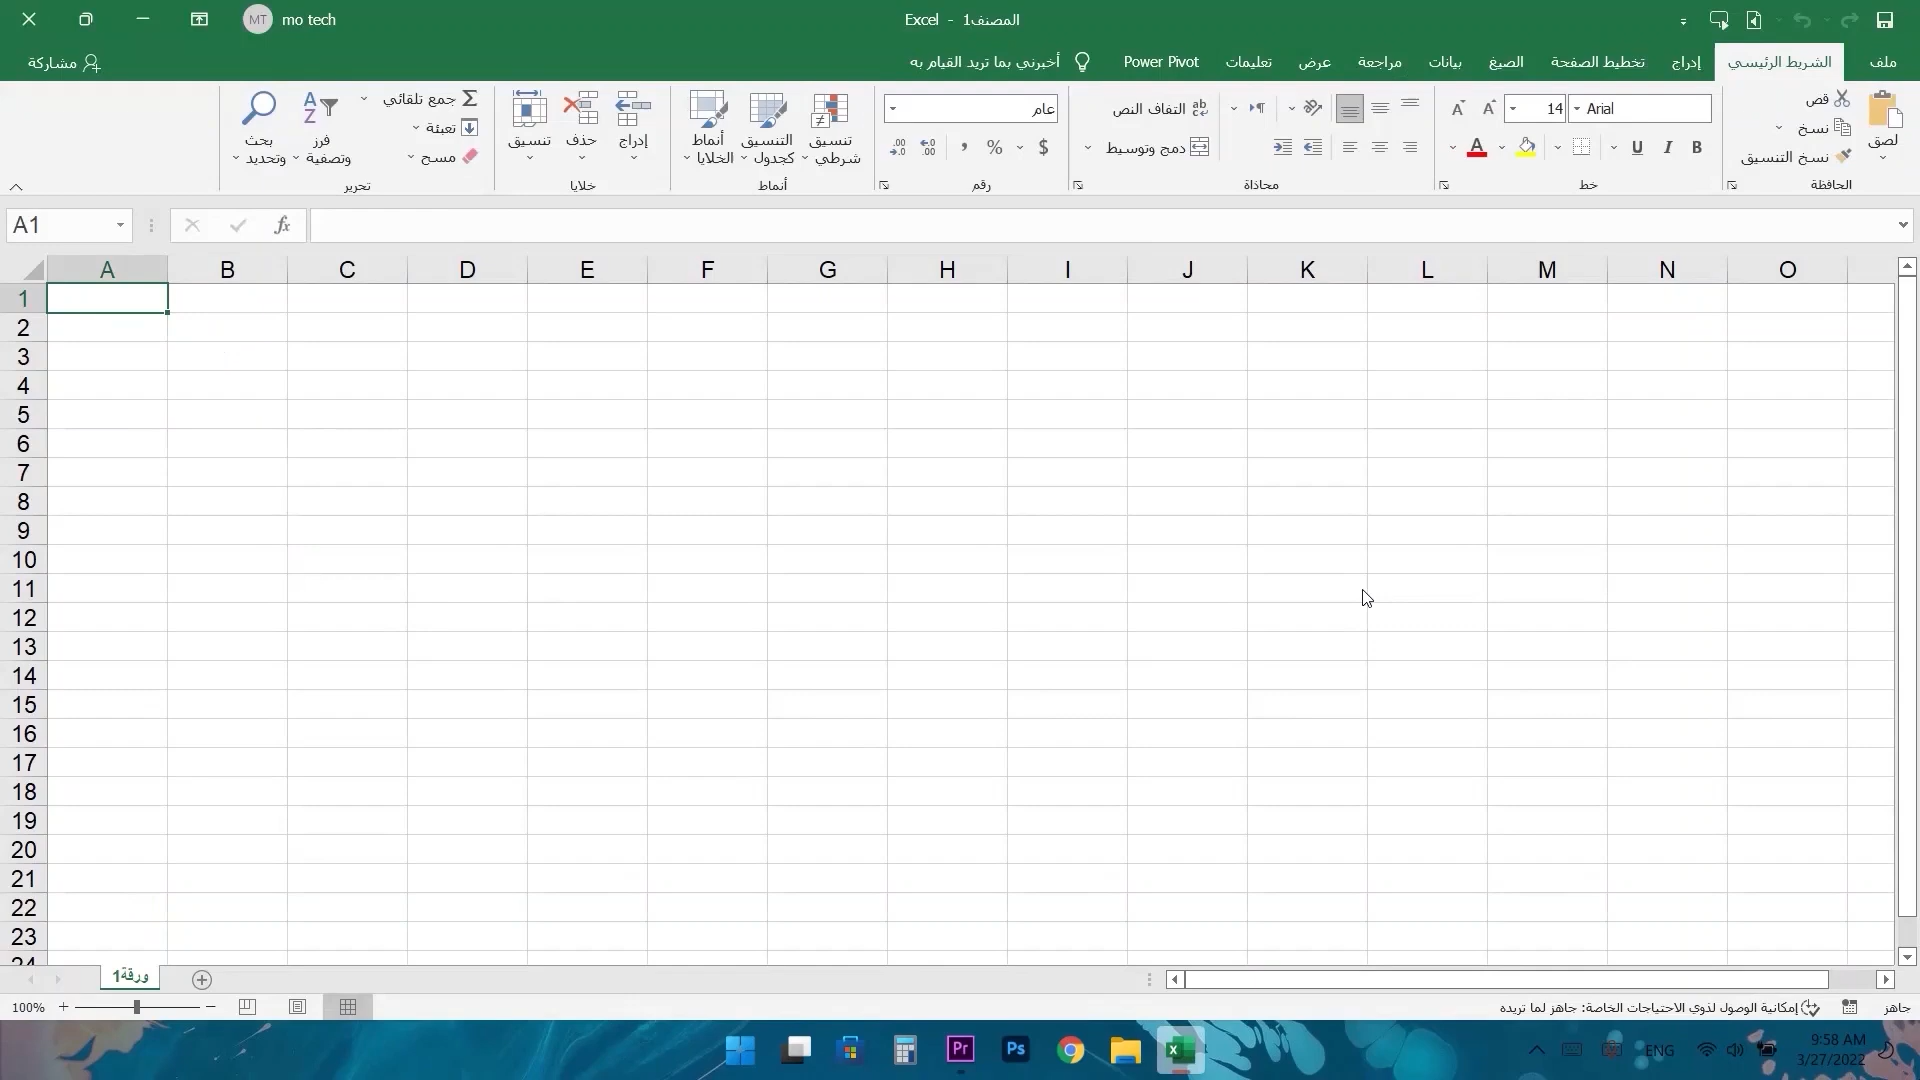 MT mo tech
المصنف1 - Excel
ملف الشريط الرئيسي إدراج تخطيط الصفحة الصيغ بيانات مراجعة عرض تعليمات Power Pivot أخبرني بما تريد القيام به
مشاركة
لصق
قص
نسخ
نسخ التنسيق
الحافظة
Arial 14
B I U A
خط
التفاف النص
دمج وتوسيط
محاذاة
عام
$ % ,
رقم
تنسيق شرطي
التنسيق كجدول
أنماط الخلايا
أنماط
إدراج
حذف
تنسيق
خلايا
جمع تلقائي
تعبئة
مسح
فرز وتصفية
بحث وتحديد
تحرير
A1 fx
A B C D E F G H I J K L M N O
1
2
3
4
5
6
7
8
9
10
11
12
13
14
15
16
17
18
19
20
21
22
23
24
ورقة1
جاهز
إمكانية الوصول لذوي الاحتياجات الخاصة: جاهز لما تريده
100%
Pr Ps
ENG
9:58 AM
3/27/2022